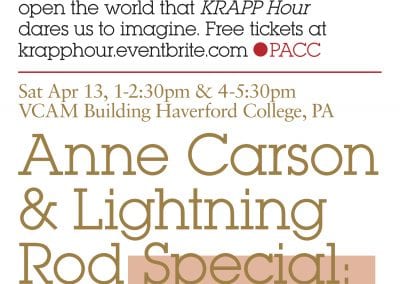 open the world that KRAPP Hour
dares us to imagine. Free tickets at
krapphour.eventbrite.com ●PACC
Sat Apr 13, 1-2:30pm & 4-5:30pm
VCAM Building Haverford College, PA
Anne Carson
& Lightning
Rod Special: